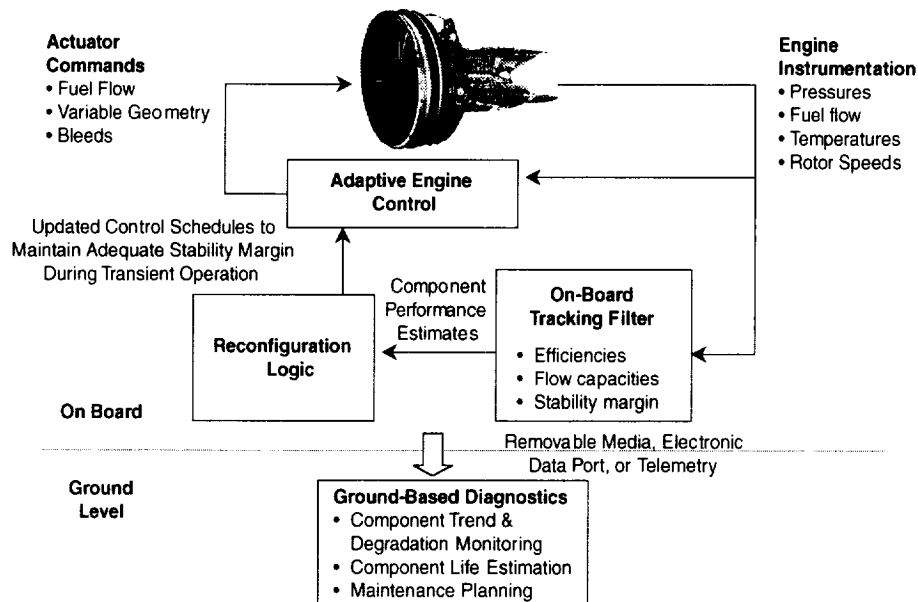 Actuator
Commands
• Fuel Flow
• Variable Geometry
• Bleeds
Engine
Instrumentation
• Pressures
• Fuel flow
• Temperatures
• Rotor Speeds
Adaptive Engine
Control
Updated Control Schedules to
Maintain Adequate Stability Margin
During Transient Operation
Component
Performance
Estimates
On-Board
Tracking Filter
• Efficiencies
• Flow capacities
• Stability margin
Reconfiguration
Logic
On Board
Removable Media, Electronic
Data Port, or Telemetry
Ground
Level
Ground-Based Diagnostics
• Component Trend &
Degradation Monitoring
• Component Life Estimation
• Maintenance Planning